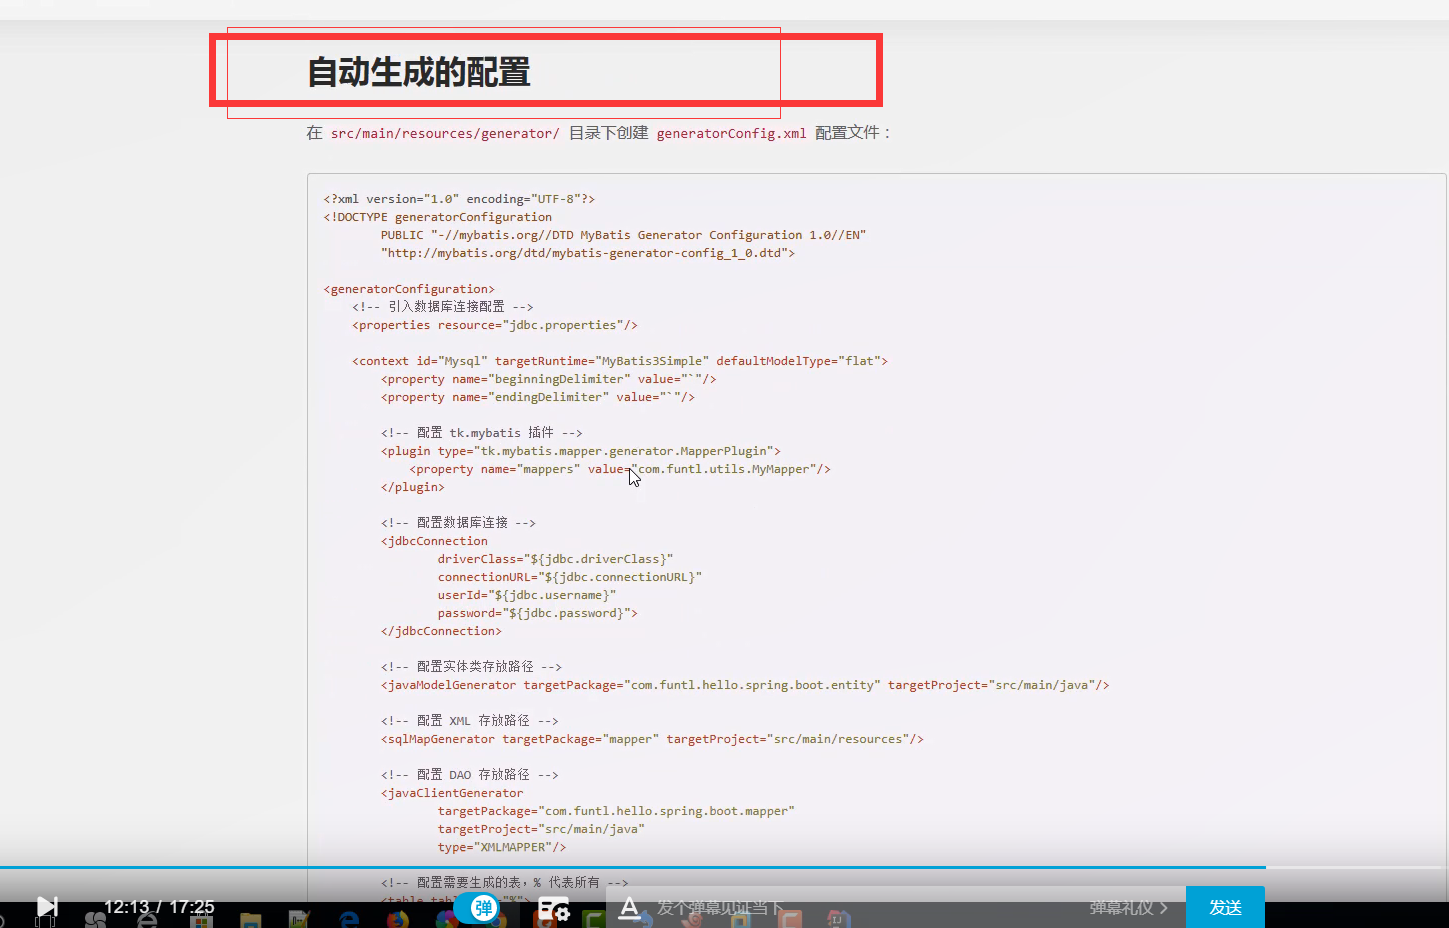 自动生成的配置
在 src/main/resources/generator/ 目录下创建 generatorConfig.xml 配置文件：
<?xml version="1.0" encoding="UTF-8"?>
<!DOCTYPE generatorConfiguration
PUBLIC "-//mybatis.org//DTD MyBatis Generator Configuration 1.0//EN"
"http://mybatis.org/dtd/mybatis-generator-config_1_0.dtd">
<generatorConfiguration>
<!-- 引入数据库连接配置 -->
<properties resource="jdbc.properties"/>
<context id="Mysql" targetRuntime="MyBatis3Simple" defaultModelType="flat">
<property name="beginningDelimiter" value="`"/>
<property name="endingDelimiter" value="`"/>
<!-- 配置 tk.mybatis 插件 -->
<plugin type="tk.mybatis.mapper.generator.MapperPlugin">
<property name="mappers" value="com.funtl.utils.MyMapper"/>
</plugin>
<!-- 配置数据库连接 -->
<jdbcConnection
driverClass="${jdbc.driverClass}"
connectionURL="${jdbc.connectionURL}"
userId="${jdbc.username}"
password="${jdbc.password}">
</jdbcConnection>
<!-- 配置实体类存放路径 -->
<javaModelGenerator targetPackage="com.funtl.hello.spring.boot.entity" targetProject="src/main/java"/>
<!-- 配置 XML 存放路径 -->
<sqlMapGenerator targetPackage="mapper" targetProject="src/main/resources"/>
<!-- 配置 DAO 存放路径 -->
<javaClientGenerator
targetPackage="com.funtl.hello.spring.boot.mapper"
targetProject="src/main/java"
type="XMLMAPPER"/>
<!-- 配置需要生成的表，% 代表所有 -->
12:13 / 17:25
弹
发个弹幕见证当下
弹幕礼仪 >
发送